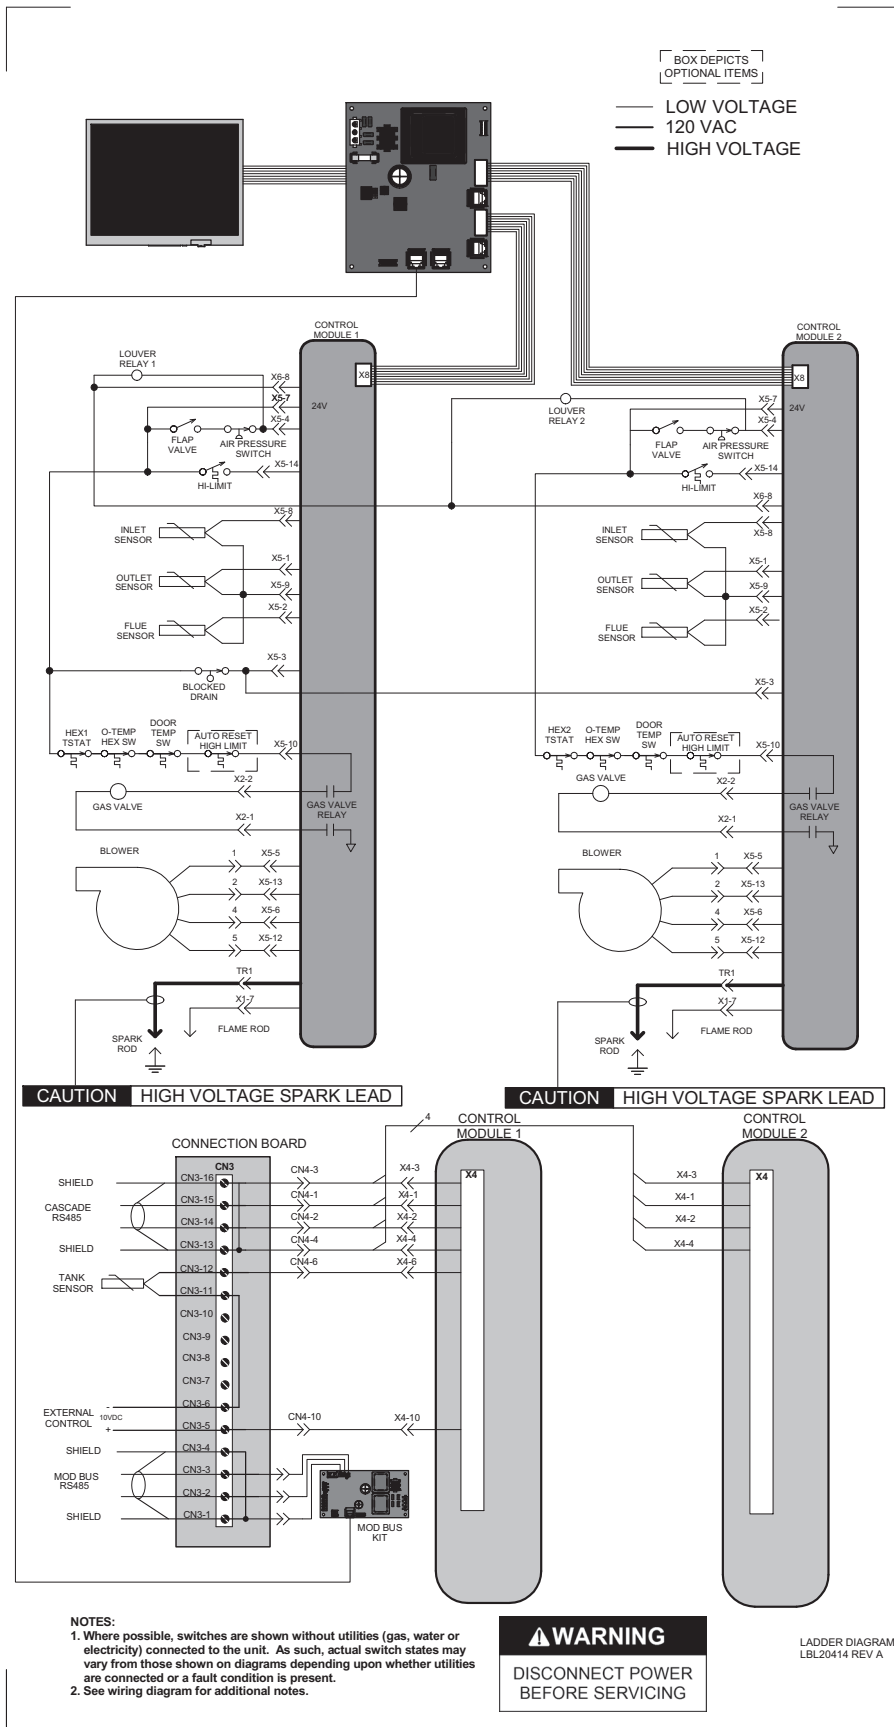 BOX DEPICTS
OPTIONAL ITEMS
LOW VOLTAGE
120 VAC
HIGH VOLTAGE
CONTROL
MODULE 1
X8
LOUVER
RELAY 1
X6-8
X5-7
24V
X5-4
FLAP
VALVE
AIR PRESSURE
SWITCH
X5-14
HI-LIMIT
X5-8
INLET
SENSOR
X5-1
OUTLET
SENSOR
X5-9
X5-2
FLUE
SENSOR
X5-3
BLOCKED
DRAIN
HEX1
TSTAT
O-TEMP
HEX SW
DOOR
TEMP
SW
AUTO RESET
HIGH LIMIT
X5-10
X2-2
GAS VALVE
GAS VALVE
RELAY
X2-1
BLOWER
1
X5-5
2
X5-13
4
X5-6
5
X5-12
TR1
X1-7
SPARK
ROD
FLAME ROD
CAUTION
HIGH VOLTAGE SPARK LEAD
CONTROL
MODULE 2
X8
LOUVER
RELAY 2
X5-7
24V
X5-4
FLAP
VALVE
AIR PRESSURE
SWITCH
X5-14
HI-LIMIT
X6-8
INLET
SENSOR
X5-8
X5-1
OUTLET
SENSOR
X5-9
X5-2
FLUE
SENSOR
X5-3
HEX2
TSTAT
O-TEMP
HEX SW
DOOR
TEMP
SW
AUTO RESET
HIGH LIMIT
X5-10
GAS VALVE
X2-2
GAS VALVE
RELAY
X2-1
BLOWER
1
X5-5
2
X5-13
4
X5-6
5
X5-12
TR1
X1-7
SPARK
ROD
FLAME ROD
CAUTION
HIGH VOLTAGE SPARK LEAD
CONNECTION BOARD
4
CONTROL
MODULE 1
CONTROL
MODULE 2
CN3
SHIELD
CN3-16
CN4-3
X4-3
X4
X4-3
X4
CASCADE
RS485
CN3-15
CN4-1
X4-1
X4-1
CN3-14
CN4-2
X4-2
X4-2
SHIELD
CN3-13
CN4-4
X4-4
X4-4
CN3-12
CN4-6
X4-6
TANK
SENSOR
CN3-11
CN3-10
CN3-9
CN3-8
CN3-7
CN3-6
EXTERNAL
CONTROL
-
10VDC
+
CN3-5
CN4-10
X4-10
SHIELD
CN3-4
CN3-3
MOD BUS
RS485
CN3-2
SHIELD
CN3-1
MOD BUS
KIT
NOTES:
1. Where possible, switches are shown without utilities (gas, water or
electricity) connected to the unit. As such, actual switch states may
vary from those shown on diagrams depending upon whether utilities
are connected or a fault condition is present.
2. See wiring diagram for additional notes.
WARNING
DISCONNECT POWER
BEFORE SERVICING
LADDER DIAGRAM
LBL20414 REV A